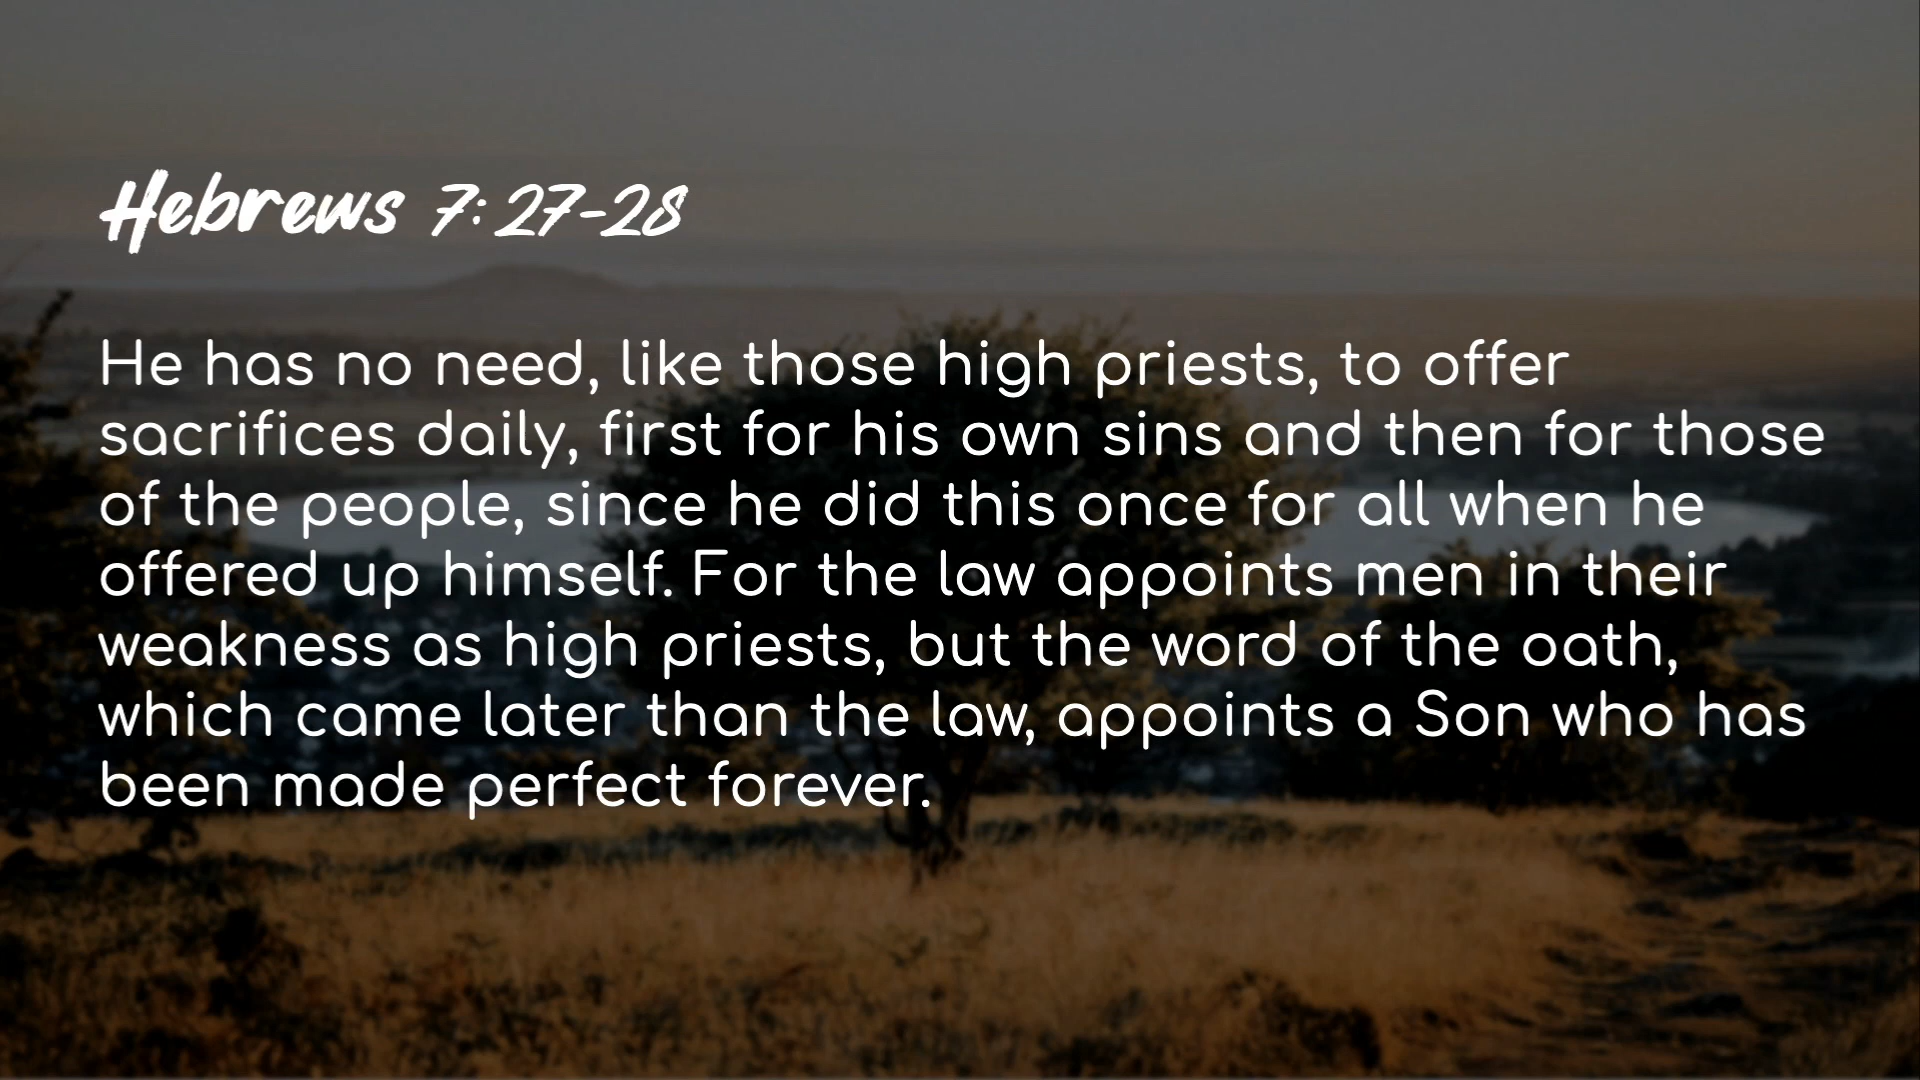 Hebrews 7:27-28
He has no need, like those high priests, to offer
sacrifices daily, first for his own sins and then for those
of the people, since he did this once for all when he
offered up himself. For the law appoints men in their
weakness as high priests, but the word of the oath,
which came later than the law, appoints a Son who has
been made perfect forever.